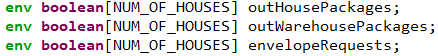 env boolean[NUM_OF_HOUSES] outHousePackages;
env boolean[NUM_OF_HOUSES] outWarehousePackages;
env boolean[NUM_OF_HOUSES] envelopeRequests;